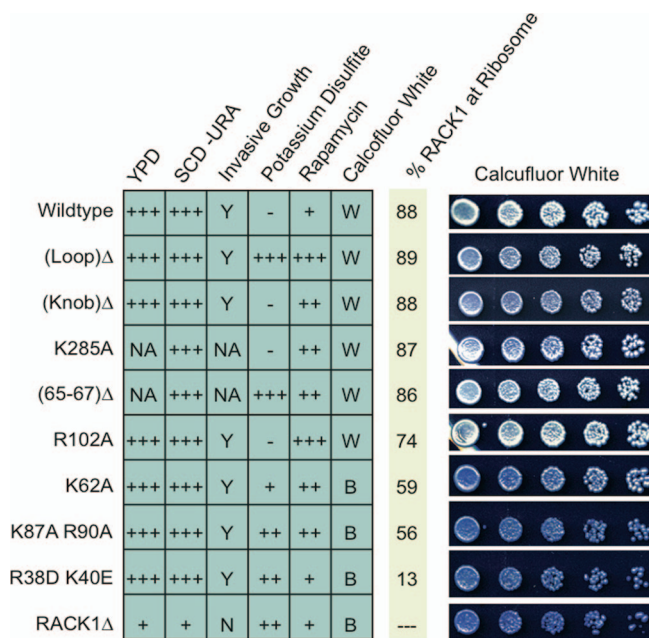 YPD SCD -URA Invasive Growth Potassium Disulfite Rapamycin Calcofluor White % RACK1 at Ribosome Calcufluor White
Wildtype +++ +++ Y - + W 88
(Loop)Δ +++ +++ Y +++ +++ W 89
(Knob)Δ +++ +++ Y - ++ W 88
K285A NA +++ NA - ++ W 87
(65-67)Δ NA +++ NA +++ ++ W 86
R102A +++ +++ Y - +++ W 74
K62A +++ +++ Y + ++ B 59
K87A R90A +++ +++ Y ++ ++ B 56
R38D K40E +++ +++ Y ++ + B 13
RACK1Δ + + N ++ + B ---